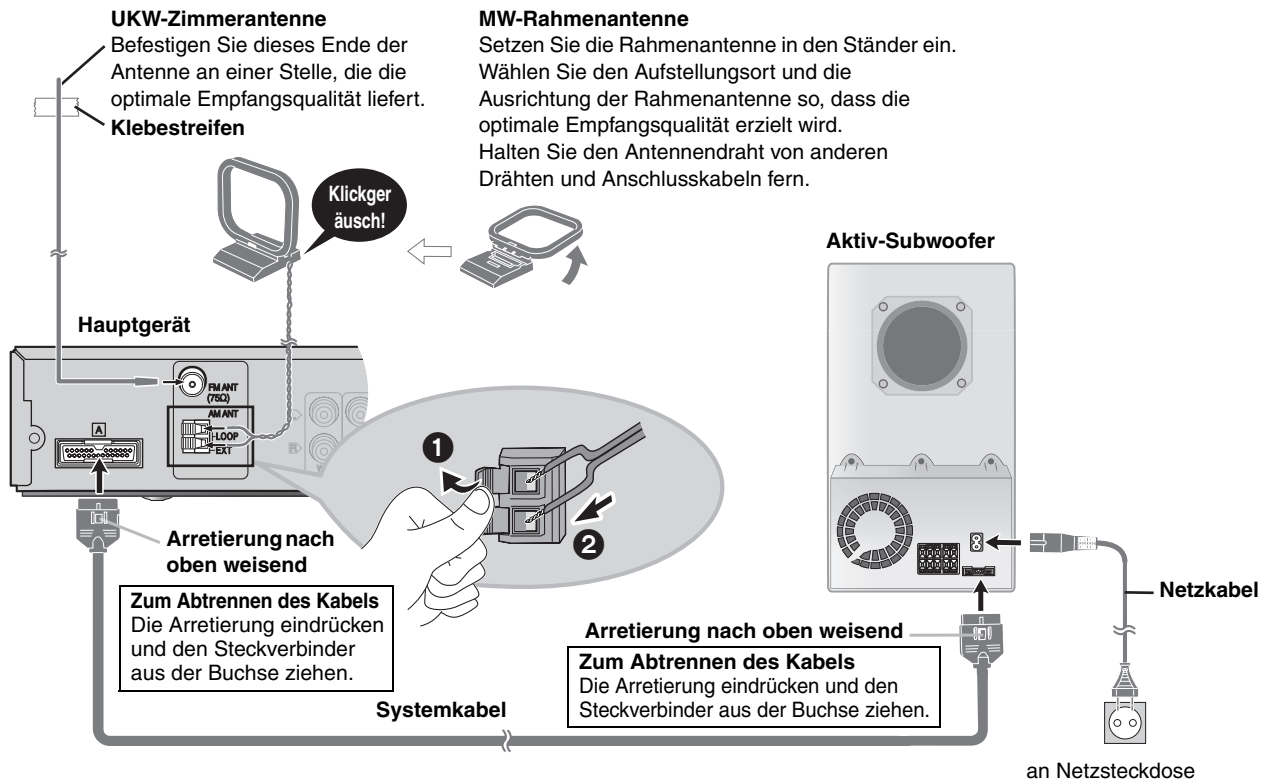 UKW-Zimmerantenne
Befestigen Sie dieses Ende der
Antenne an einer Stelle, die die
optimale Empfangsqualität liefert.
Klebestreifen
MW-Rahmenantenne
Setzen Sie die Rahmenantenne in den Ständer ein.
Wählen Sie den Aufstellungsort und die
Ausrichtung der Rahmenantenne so, dass die
optimale Empfangsqualität erzielt wird.
Halten Sie den Antennendraht von anderen
Drähten und Anschlusskabeln fern.
Klickger
äusch!
Aktiv-Subwoofer
Hauptgerät
FM ANT
(75Ω)
AM ANT
LOOP
EXT
A
1
2
Arretierung nach
oben weisend
Zum Abtrennen des Kabels
Die Arretierung eindrücken
und den Steckverbinder
aus der Buchse ziehen.
Netzkabel
Arretierung nach oben weisend
Zum Abtrennen des Kabels
Die Arretierung eindrücken und den
Steckverbinder aus der Buchse ziehen.
Systemkabel
an Netzsteckdose